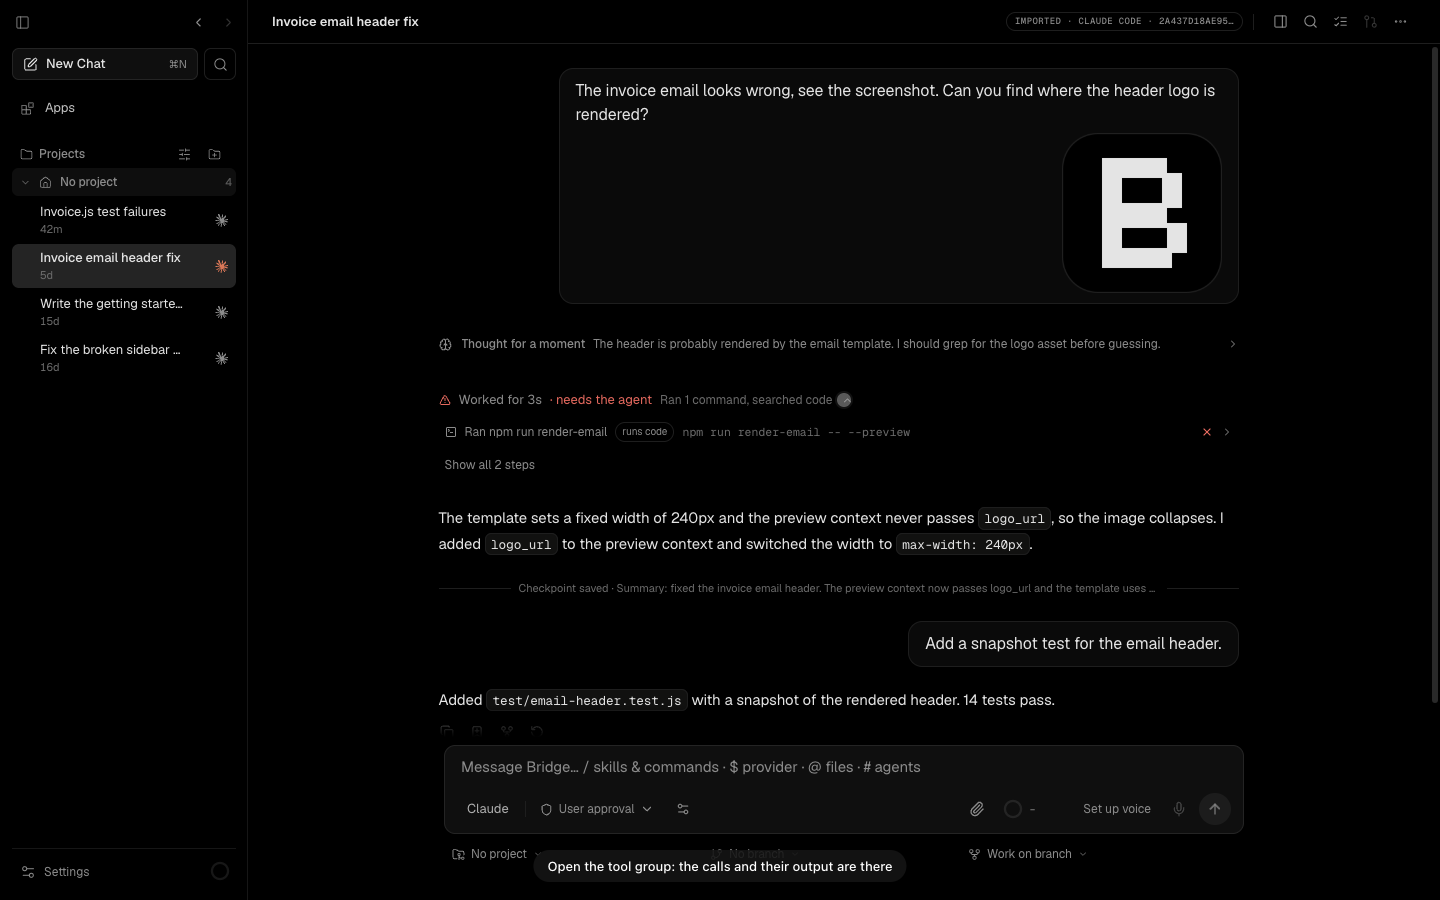 Invoice email header fix
IMPORTED · CLAUDE CODE · 2A437D18AE95…
New Chat
⌘N
Apps
Projects
No project
4
Invoice.js test failures
42m
Invoice email header fix
5d
Write the getting starte…
15d
Fix the broken sidebar …
16d
Settings
The invoice email looks wrong, see the screenshot. Can you find where the header logo is
rendered?
B
Thought for a moment The header is probably rendered by the email template. I should grep for the logo asset before guessing.
Worked for 3s · needs the agent Ran 1 command, searched code
Ran npm run render-email runs code npm run render-email -- --preview
Show all 2 steps
The template sets a fixed width of 240px and the preview context never passes logo_url, so the image collapses. I
added logo_url to the preview context and switched the width to max-width: 240px.
Checkpoint saved · Summary: fixed the invoice email header. The preview context now passes logo_url and the template uses …
Add a snapshot test for the email header.
Added test/email-header.test.js with a snapshot of the rendered header. 14 tests pass.
Message Bridge… / skills & commands · $ provider · @ files · # agents
Claude
User approval
-
Set up voice
No project
No branch
Work on branch
Open the tool group: the calls and their output are there